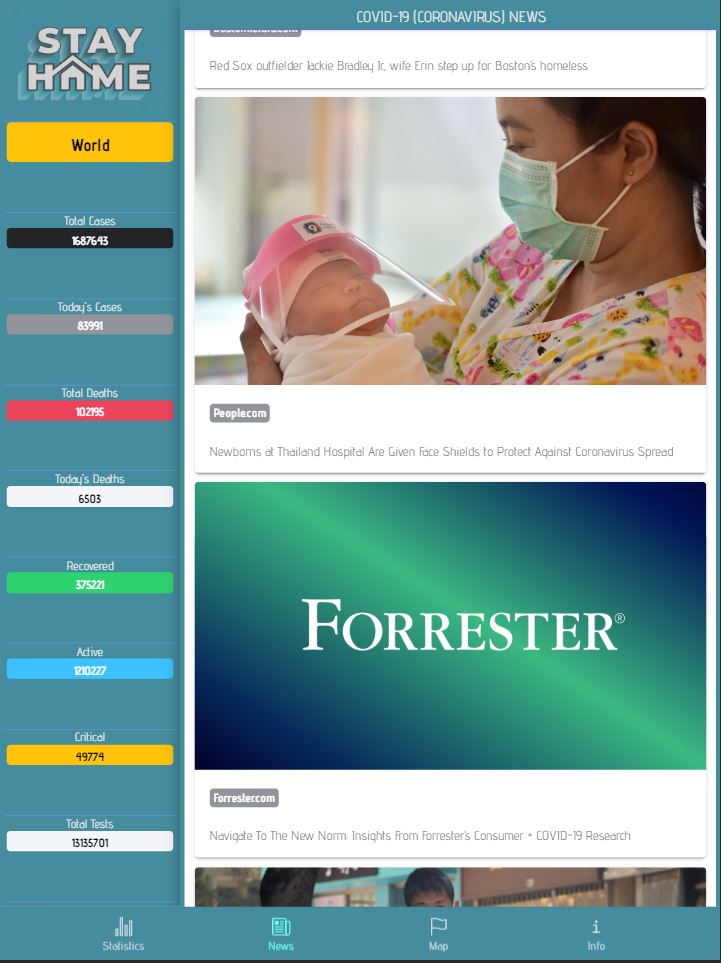 STAY
HOME
World
Total Cases
1687643
Today's Cases
83991
Total Deaths
102195
Today's Deaths
6503
Recovered
375221
Active
1210227
Critical
49774
Total Tests
13135701
COVID-19 (CORONAVIRUS) NEWS
Red Sox outfielder Jackie Bradley Jr., wife Erin step up for Boston's homeless
9
People.com
Newborns at Thailand Hospital Are Given Face Shields to Protect Against Coronavirus Spread
FORRESTER®
Forrester.com
Navigate To The New Norm: Insights From Forrester's Consumer + COVID-19 Research
Statistics
News
Map
Info